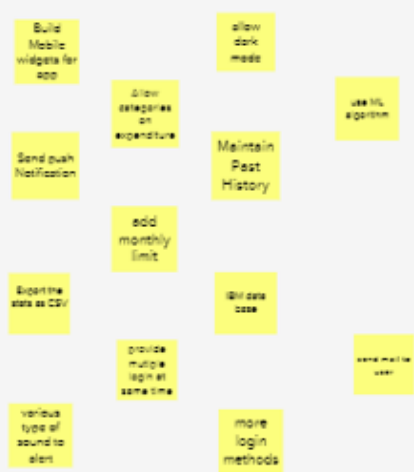 Build
Mobile
widgets for
app
allow
dark
mode
Allow
categories
on
expenditure
use ML
algorithm
Send push
Notification
Maintain
Past
History
add
monthly
limit
Export the
stats as CSV
IBM data
base
provide
mutiple
login at
same time
send mail to
user
various
type of
sound to
alert
more
login
methods